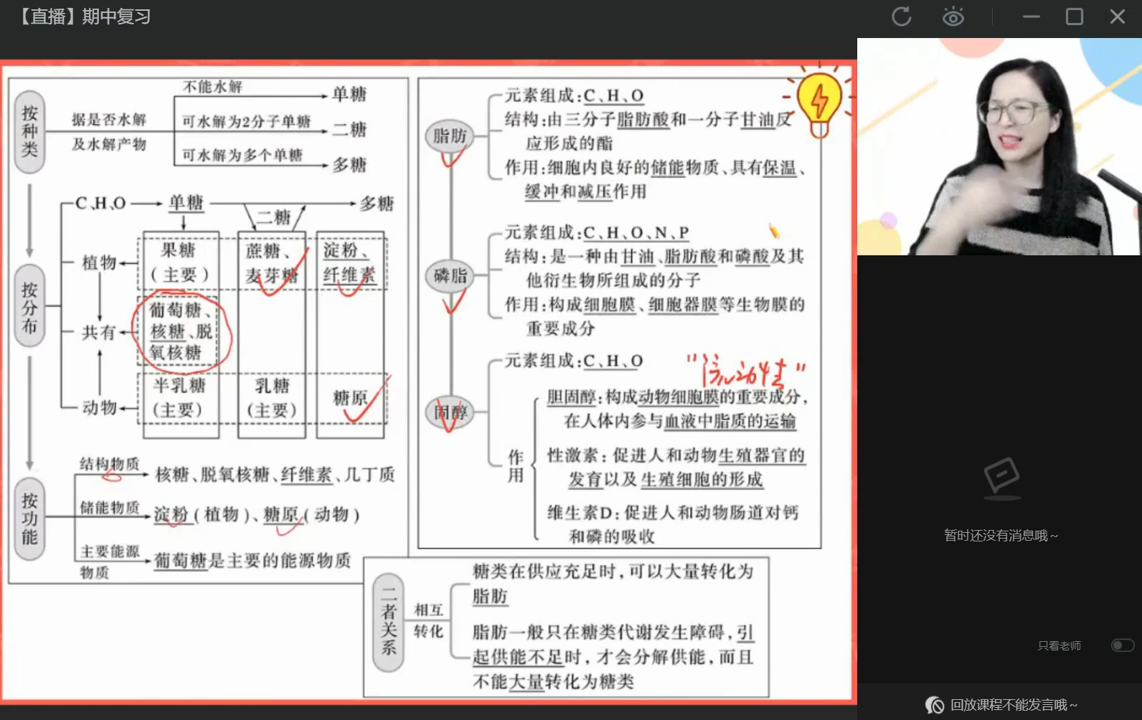 【直播】期中复习
按种类
据是否水解
及水解产物
不能水解
单糖
可水解为2分子单糖
二糖
可水解为多个单糖
多糖
按分布
C、H、O
单糖
二糖
多糖
植物
果糖
（主要）
蔗糖、
麦芽糖
淀粉、
纤维素
共有
葡萄糖、
核糖、脱
氧核糖
动物
半乳糖
（主要）
乳糖
（主要）
糖原
按功能
结构物质
核糖、脱氧核糖、纤维素、几丁质
储能物质
淀粉(植物)、糖原(动物)
主要能源
物质
葡萄糖是主要的能源物质
脂肪
元素组成:C、H、O
结构:由三分子脂肪酸和一分子甘油反
应形成的酯
作用:细胞内良好的储能物质、具有保温、
缓冲和减压作用
磷脂
元素组成:C、H、O、N、P
结构:是一种由甘油、脂肪酸和磷酸及其
他衍生物所组成的分子
作用:构成细胞膜、细胞器膜等生物膜的
重要成分
固醇
元素组成:C、H、O
作用
胆固醇:构成动物细胞膜的重要成分,
在人体内参与血液中脂质的运输
性激素:促进人和动物生殖器官的
发育以及生殖细胞的形成
维生素D:促进人和动物肠道对钙
和磷的吸收
二者关系
相互
转化
糖类在供应充足时,可以大量转化为
脂肪
脂肪一般只在糖类代谢发生障碍,引
起供能不足时,才会分解供能,而且
不能大量转化为糖类
暂时还没有消息哦～
只看老师
回放课程不能发言哦～